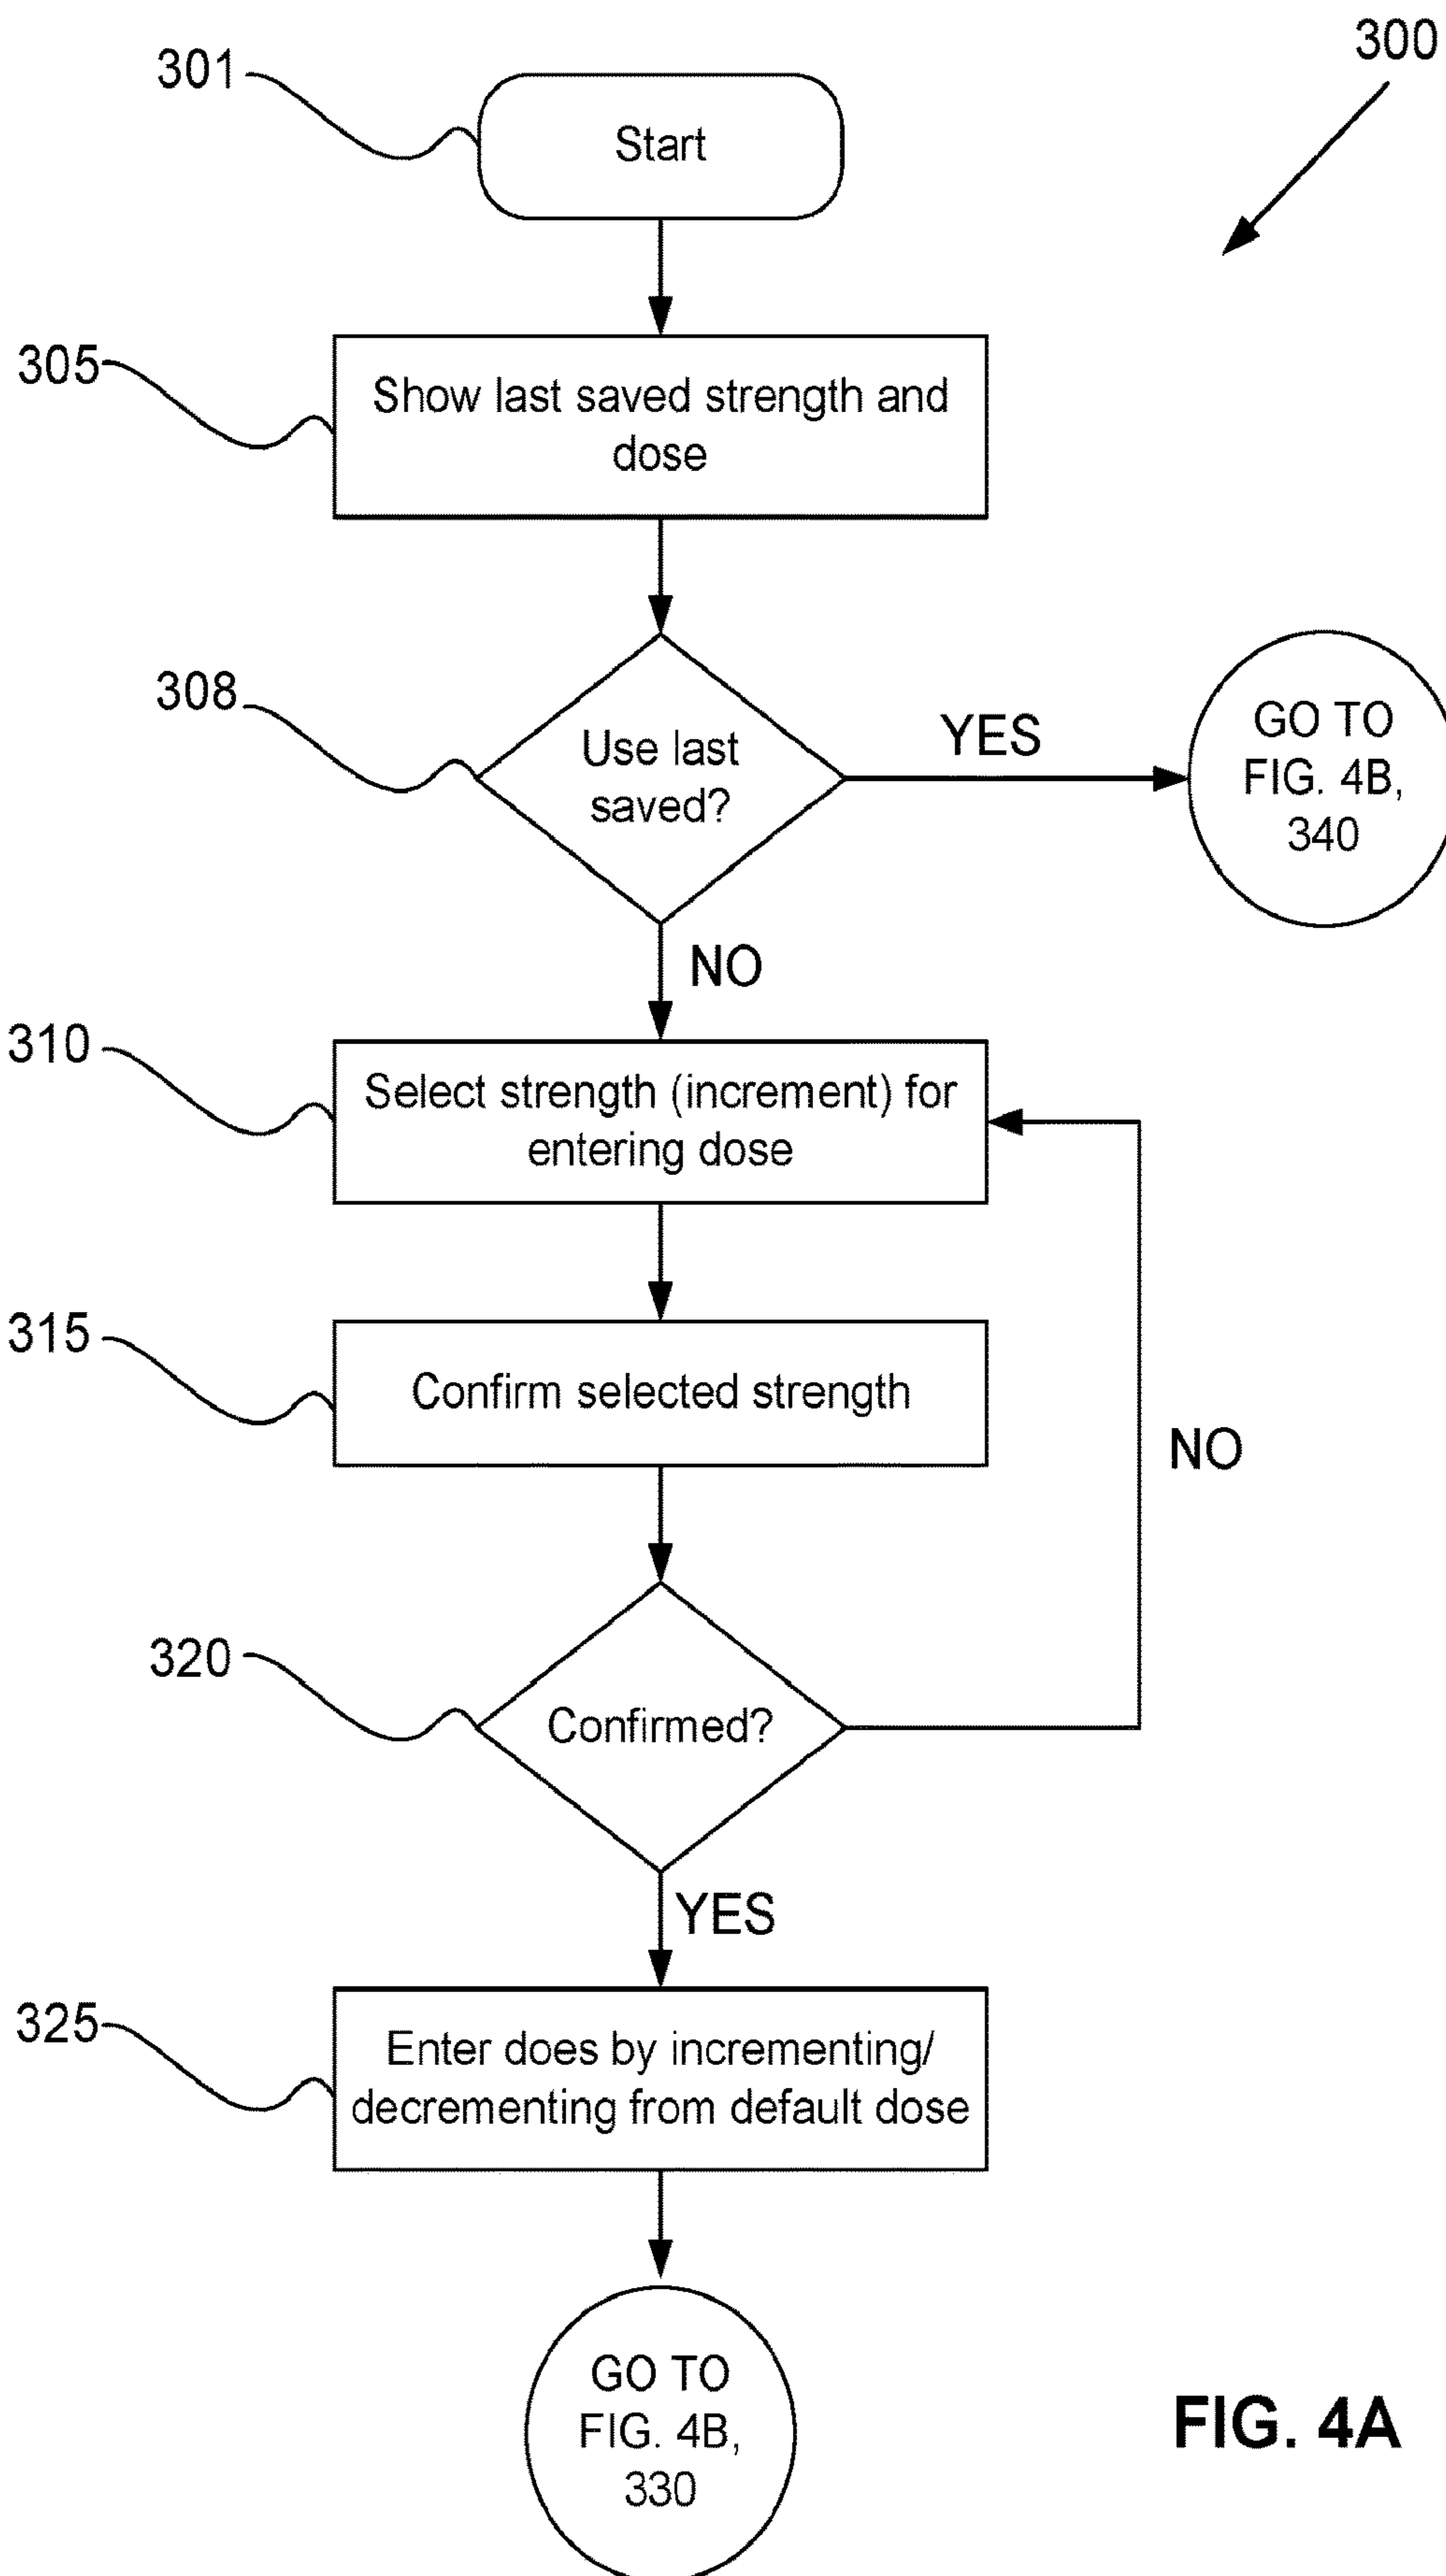 300
301
Start
305
Show last saved strength and
dose
308
Use last
saved?
YES
GO TO
FIG. 4B,
340
NO
310
Select strength (increment) for
entering dose
315
Confirm selected strength
NO
320
Confirmed?
YES
325
Enter does by incrementing/
decrementing from default dose
GO TO
FIG. 4B,
330
FIG. 4A